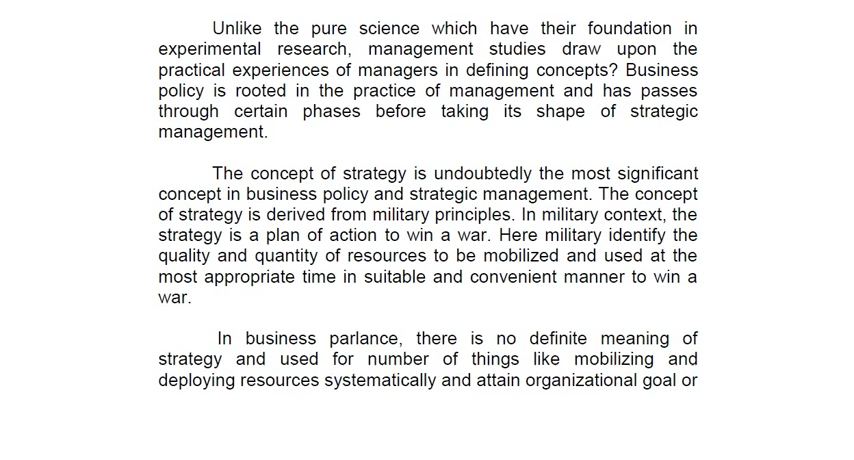 Unlike the pure science which have their foundation in
experimental research, management studies draw upon the
practical experiences of managers in defining concepts? Business
policy is rooted in the practice of management and has passes
through certain phases before taking its shape of strategic
management.
The concept of strategy is undoubtedly the most significant
concept in business policy and strategic management. The concept
of strategy is derived from military principles. In military context, the
strategy is a plan of action to win a war. Here military identify the
quality and quantity of resources to be mobilized and used at the
most appropriate time in suitable and convenient manner to win a
war.
In business parlance, there is no definite meaning of
strategy and used for number of things like mobilizing and
deploying resources systematically and attain organizational goal or